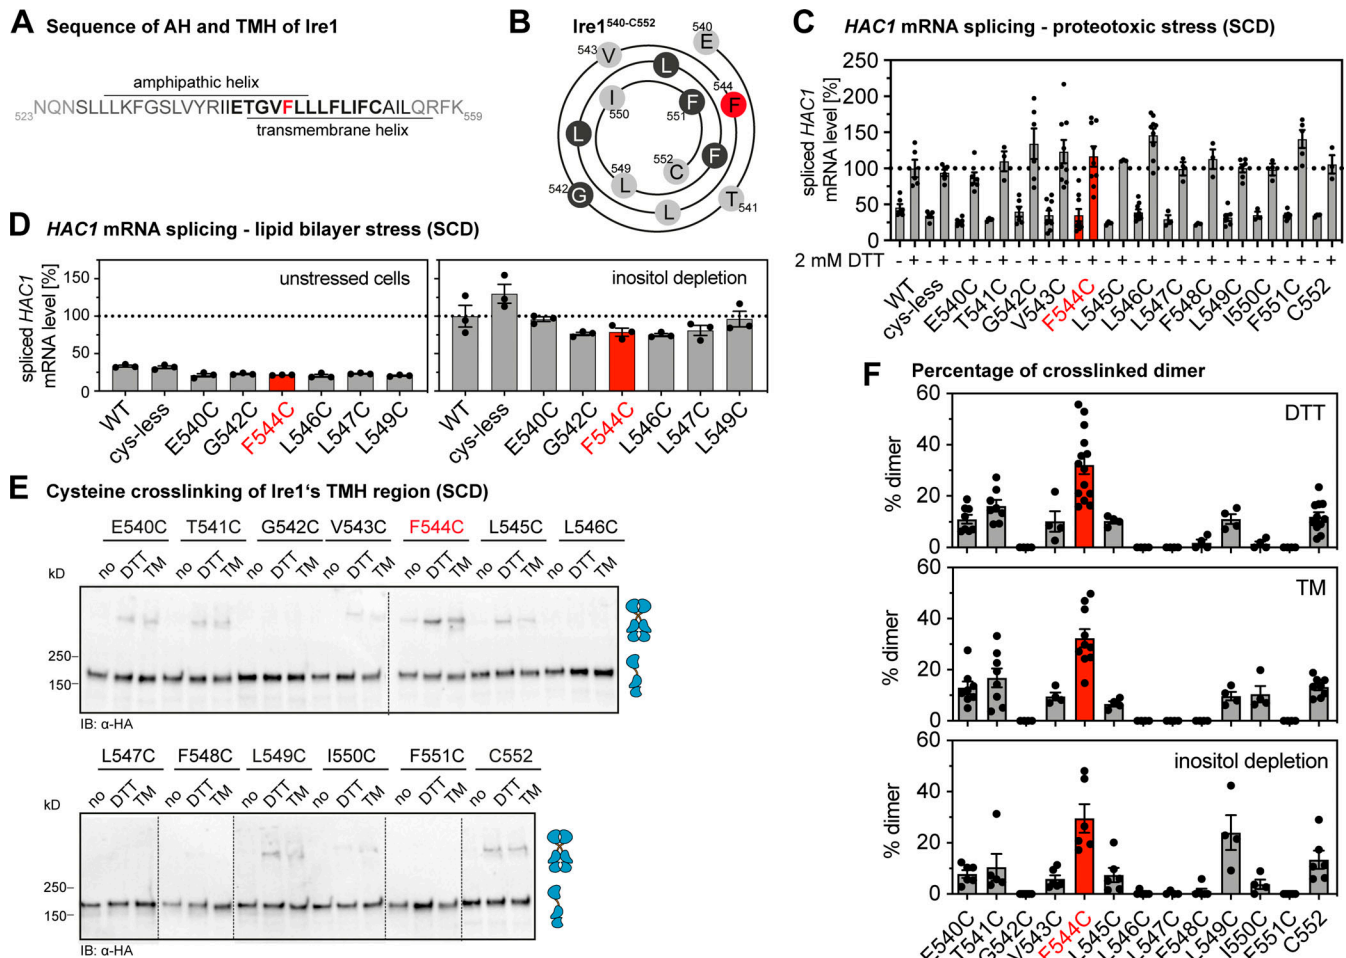 A Sequence of AH and TMH of Ire1
amphipathic helix
523NQNSLLLKFGSLVYRIIETGVFLLLFLIFCAILQRFK559
transmembrane helix
B Ire1540-C552
543 V
540 E
L
544 F
I 550
F 551
L
F
552 C
549 L
542 G
L
T 541
C HAC1 mRNA splicing - proteotoxic stress (SCD)
spliced HAC1
mRNA level [%]
250
200
150
100
50
0
2 mM DTT - + - + - + - + - + - + - + - + - + - + - + - + - + - + - +
WT
cys-less
E540C
T541C
G542C
V543C
F544C
L545C
L546C
L547C
F548C
L549C
I550C
F551C
C552
D HAC1 mRNA splicing - lipid bilayer stress (SCD)
spliced HAC1
mRNA level [%]
150
100
50
0
unstressed cells
inositol depletion
WT
cys-less
E540C
G542C
F544C
L546C
L547C
L549C
WT
cys-less
E540C
G542C
F544C
L546C
L547C
L549C
E Cysteine crosslinking of Ire1‘s TMH region (SCD)
E540C T541C G542C V543C F544C L545C L546C
kD
no DTT TM no DTT TM no DTT TM no DTT TM no DTT TM no DTT TM
250
150
IB: α-HA
L547C F548C L549C I550C F551C C552
kD
no DTT TM no DTT TM no DTT TM no DTT TM no DTT TM no DTT TM
250
150
IB: α-HA
F Percentage of crosslinked dimer
DTT
% dimer
60
40
20
0
TM
% dimer
60
40
20
0
inositol depletion
% dimer
60
40
20
0
E540C
T541C
G542C
V543C
F544C
L545C
L546C
L547C
F548C
L549C
I550C
F551C
C552